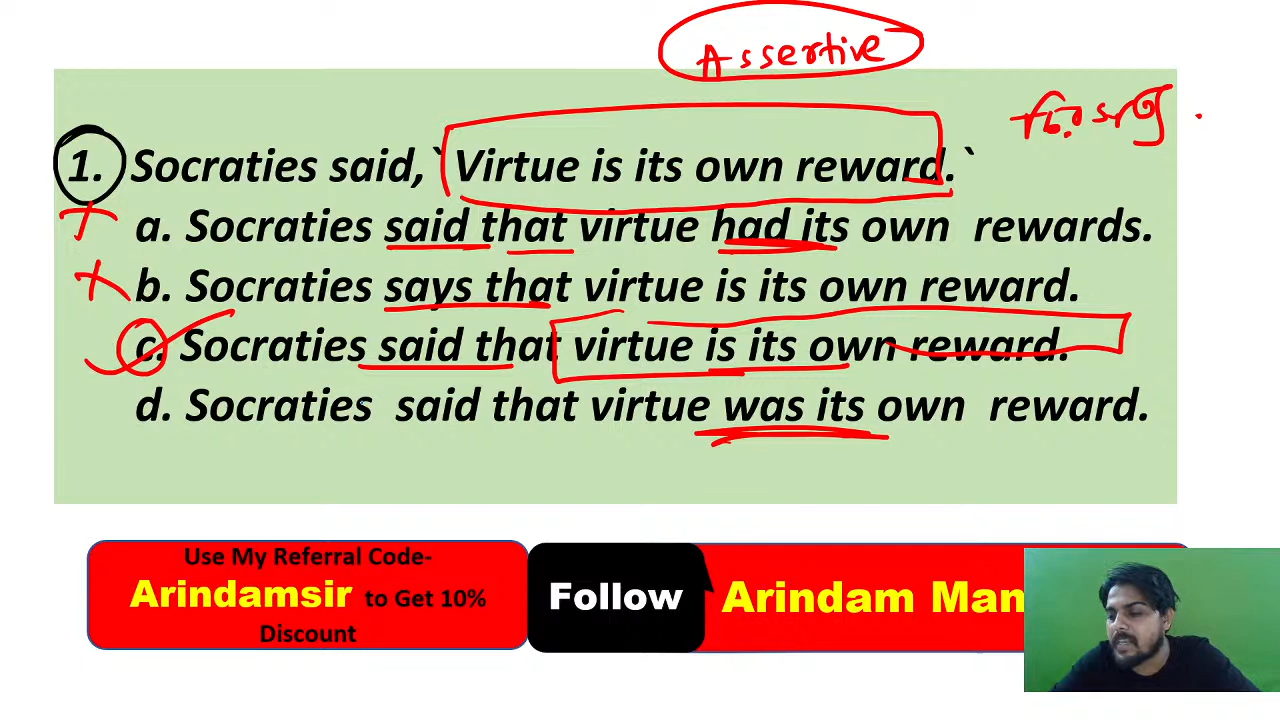 Assertive
1. Socraties said,` Virtue is its own reward.`
a. Socraties said that virtue had its own rewards.
b. Socraties says that virtue is its own reward.
c. Socraties said that virtue is its own reward.
d. Socraties said that virtue was its own reward.
Use My Referral Code-
Arindamsir to Get 10%
Discount
Follow
Arindam Man